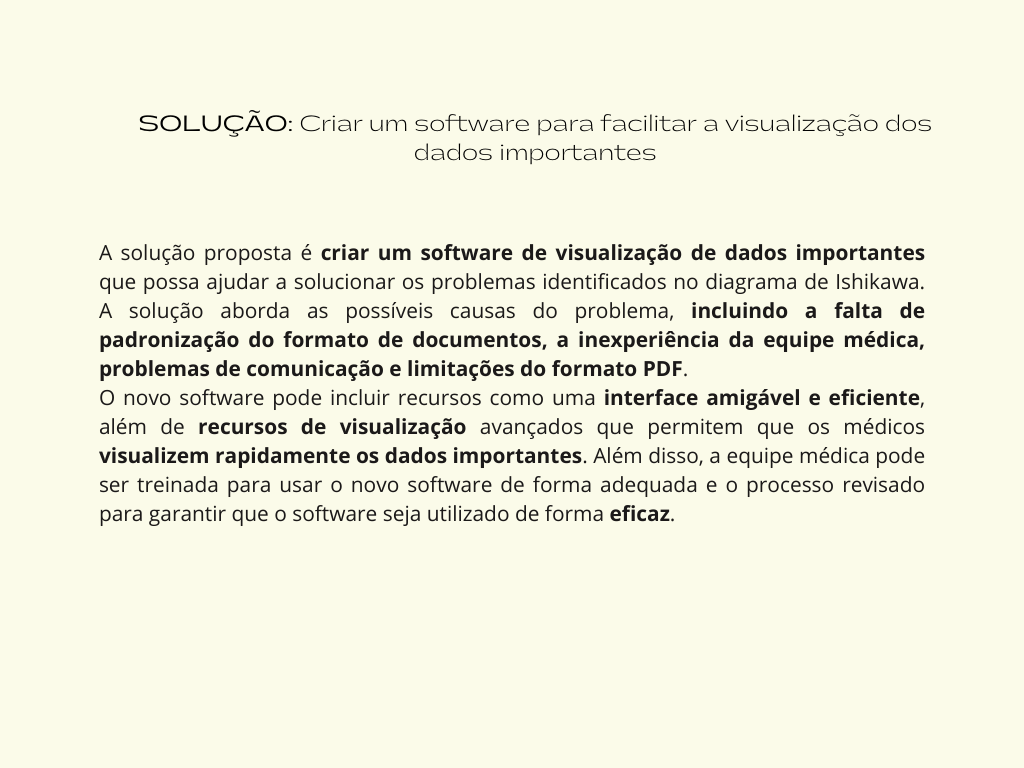 SOLUÇÃO: Criar um software para facilitar a visualização dos
dados importantes
A solução proposta é criar um software de visualização de dados importantes
que possa ajudar a solucionar os problemas identificados no diagrama de Ishikawa.
A solução aborda as possíveis causas do problema, incluindo a falta de
padronização do formato de documentos, a inexperiência da equipe médica,
problemas de comunicação e limitações do formato PDF.
O novo software pode incluir recursos como uma interface amigável e eficiente,
além de recursos de visualização avançados que permitem que os médicos
visualizem rapidamente os dados importantes. Além disso, a equipe médica pode
ser treinada para usar o novo software de forma adequada e o processo revisado
para garantir que o software seja utilizado de forma eficaz.